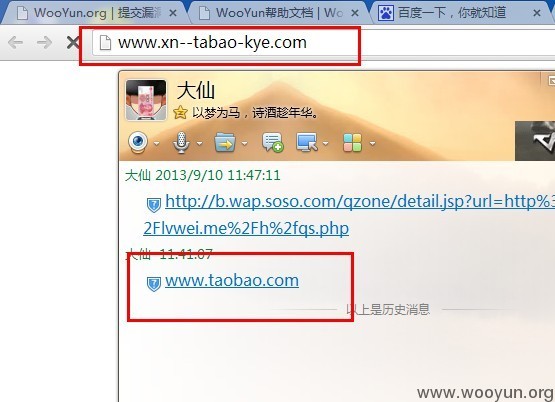 WooYun.org | 提交漏洞
WooYun帮助文档 | Wo
百度一下，你就知道
www.xn--tabao-kye.com
大仙
以梦为马，诗酒趁年华。
大仙 2013/9/10 11:47:11
http://b.wap.soso.com/qzone/detail.jsp?url=http%3
2Flvwei.me%2Fh%2fqs.php
大仙 11:41:07
www.taobao.com
以上是历史消息
www.wooyun.org